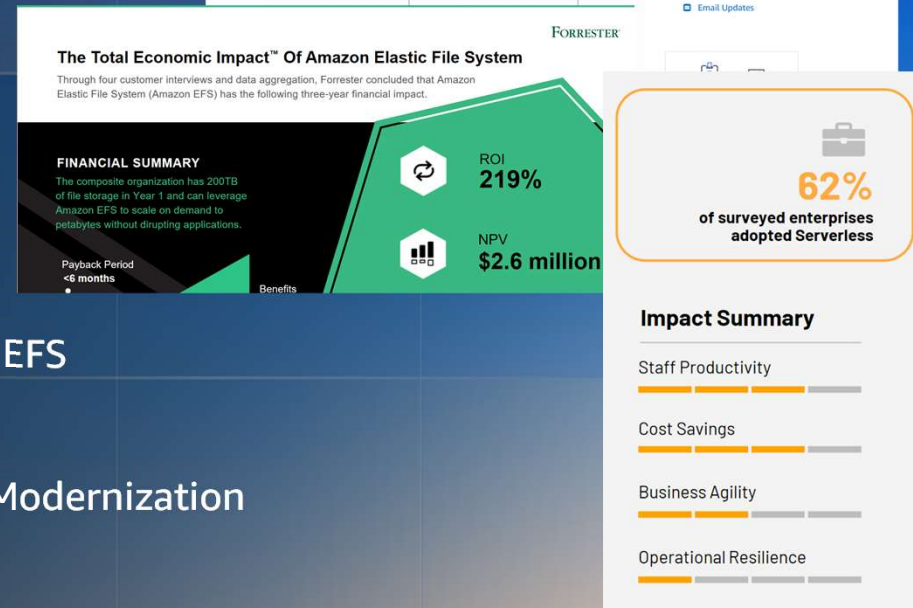 Email Updates
FORRESTER
The Total Economic Impact™ Of Amazon Elastic File System
Through four customer interviews and data aggregation, Forrester concluded that Amazon
Elastic File System (Amazon EFS) has the following three-year financial impact.
FINANCIAL SUMMARY
The composite organization has 200TB
of file storage in Year 1 and can leverage
Amazon EFS to scale on demand to
petabytes without dirupting applications.
Payback Period
<6 months
Benefits
ROI
219%
NPV
$2.6 million
62%
of surveyed enterprises
adopted Serverless
Impact Summary
Staff Productivity
Cost Savings
Business Agility
Operational Resilience
EFS
Modernization